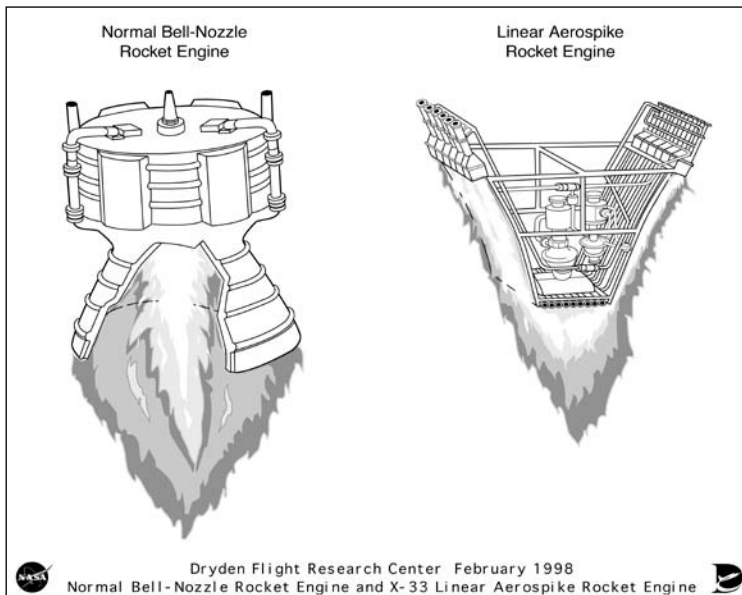 Normal Bell-Nozzle
Rocket Engine
Linear Aerospike
Rocket Engine
NASA
Dryden Flight Research Center February 1998
Normal Bell-Nozzle Rocket Engine and X-33 Linear Aerospike Rocket Engine